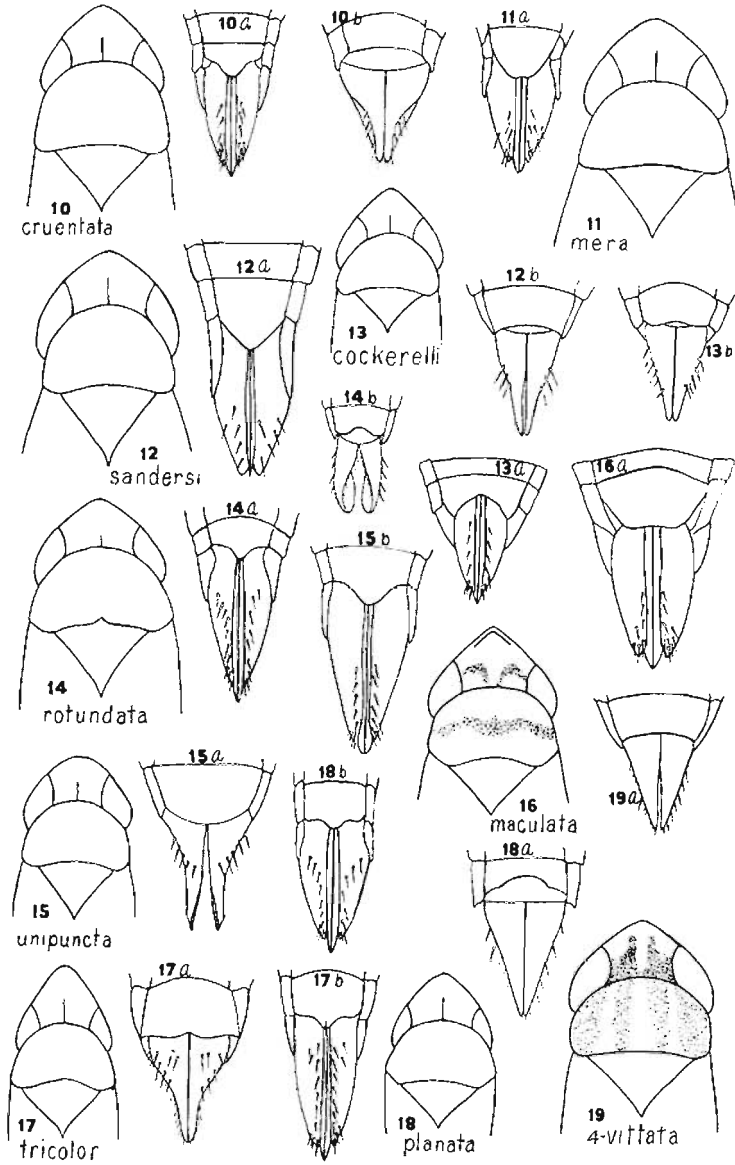 10a
10b
11a
10
cruentata
11
mera
12a
12b
13b
13
cockerelli
12
sandersi
14b
13a
16a
14a
15b
14
rotundata
15a
18b
16
maculata
19a
18a
15
unipuncta
17a
17b
17
tricolor
18
planata
19
4-vittata